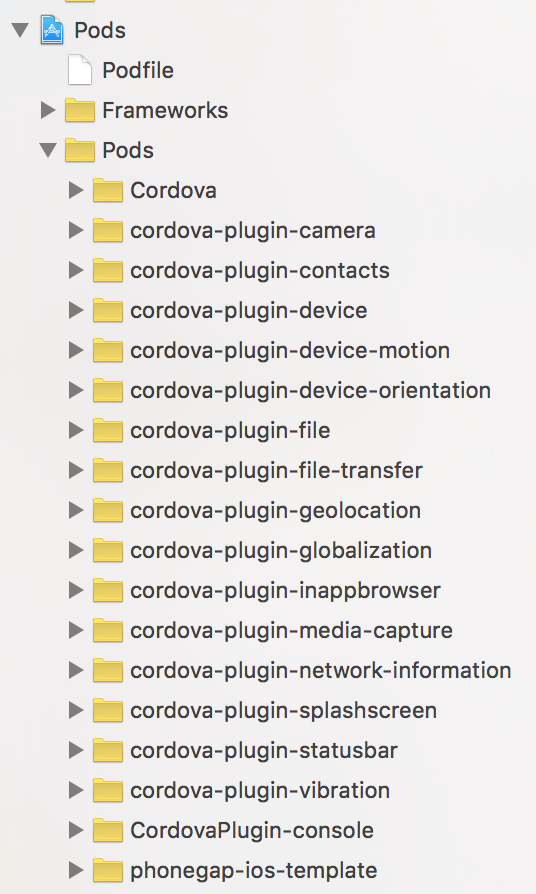 Pods
Podfile
Frameworks
Pods
Cordova
cordova-plugin-camera
cordova-plugin-contacts
cordova-plugin-device
cordova-plugin-device-motion
cordova-plugin-device-orientation
cordova-plugin-file
cordova-plugin-file-transfer
cordova-plugin-geolocation
cordova-plugin-globalization
cordova-plugin-inappbrowser
cordova-plugin-media-capture
cordova-plugin-network-information
cordova-plugin-splashscreen
cordova-plugin-statusbar
cordova-plugin-vibration
CordovaPlugin-console
phonegap-ios-template